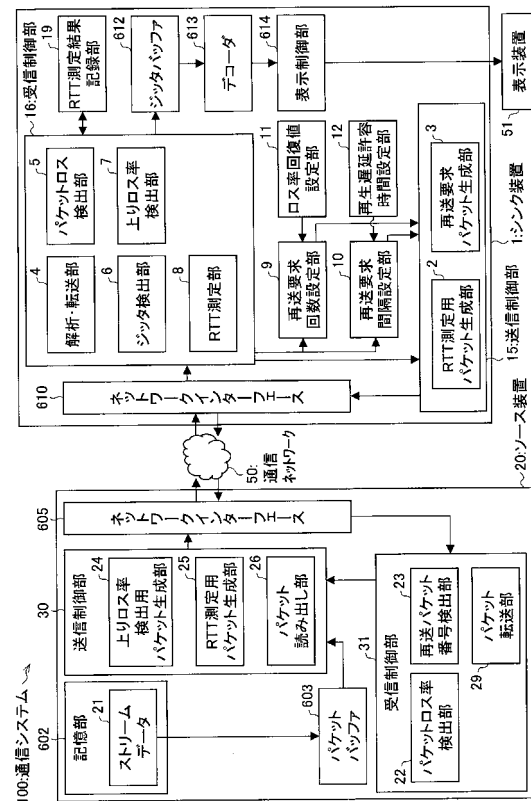 100:通信システム
602
記憶部
21
ストリーム
データ
30
送信制御部
24
上りロス率
検出用
パケット生成部
25
RTT測定用
パケット生成部
26
パケット
読み出し部
605
ネットワークインターフェース
603
パケット
バッファ
31
受信制御部
22
パケットロス率
検出部
23
再送パケット
番号検出部
29
パケット
転送部
20:ソース装置
50:
通信
ネットワーク
610
ネットワークインターフェース
16:受信制御部
4
解析・転送部
5
パケットロス
検出部
6
ジッタ検出部
7
上りロス率
検出部
8
RTT測定部
19
RTT測定結果
記録部
612
ジッタバッファ
613
デコーダ
614
表示制御部
9
再送要求
回数設定部
10
再送要求
間隔設定部
11
ロス率回復値
設定部
12
再生遅延許容
時間設定部
2
RTT測定用
パケット生成部
3
再送要求
パケット生成部
15:送信制御部
1:シンク装置
51
表示装置